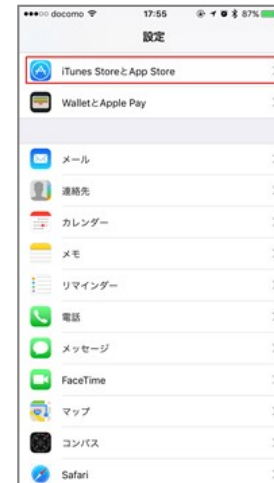 docomo 17:55 87%
設定
iTunes StoreとApp Store
WalletとApple Pay
メール
連絡先
カレンダー
メモ
リマインダー
電話
メッセージ
FaceTime
マップ
コンパス
Safari